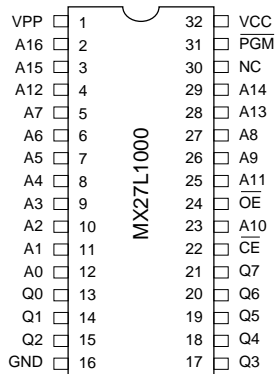 VPP 1 32 VCC
A16 2 31 P̅G̅M̅
A15 3 30 NC
A12 4 29 A14
A7 5 28 A13
A6 6 27 A8
A5 7 26 A9
A4 8 25 A11
A3 9 24 O̅E̅
A2 10 23 A10
A1 11 22 C̅E̅
A0 12 21 Q7
Q0 13 20 Q6
Q1 14 19 Q5
Q2 15 18 Q4
GND 16 17 Q3
MX27L1000